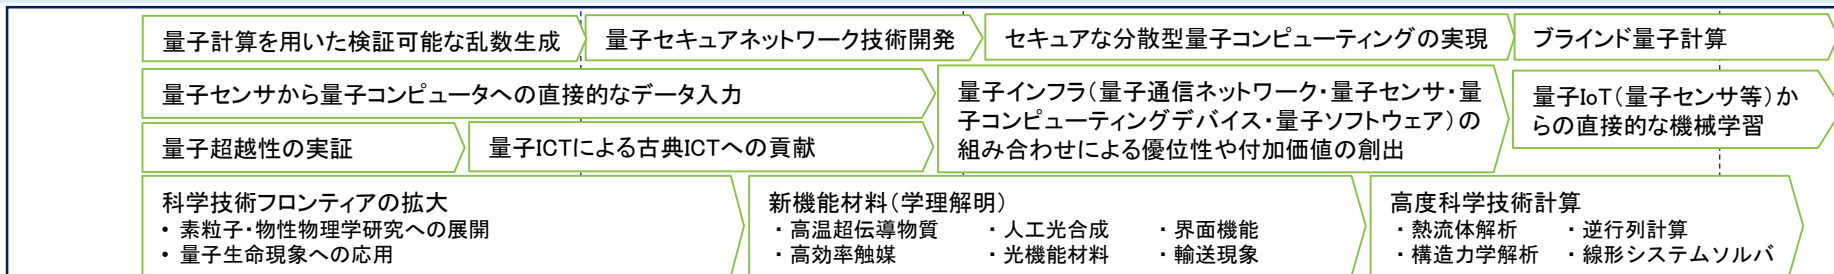 量子計算を用いた検証可能な乱数生成
量子セキュアネットワーク技術開発
セキュアな分散型量子コンピューティングの実現
ブラインド量子計算
量子センサから量子コンピュータへの直接的なデータ入力
量子インフラ（量子通信ネットワーク・量子センサ・量
子コンピューティングデバイス・量子ソフトウェア）の
組み合わせによる優位性や付加価値の創出
量子IoT（量子センサ等）か
らの直接的な機械学習
量子超越性の実証
量子ICTによる古典ICTへの貢献
科学技術フロンティアの拡大
• 素粒子・物性物理学研究への展開
• 量子生命現象への応用
新機能材料（学理解明）
・高温超伝導物質 ・人工光合成 ・界面機能
・高効率触媒 ・光機能材料 ・輸送現象
高度科学技術計算
・熱流体解析 ・逆行列計算
・構造力学解析 ・線形システムソルバ